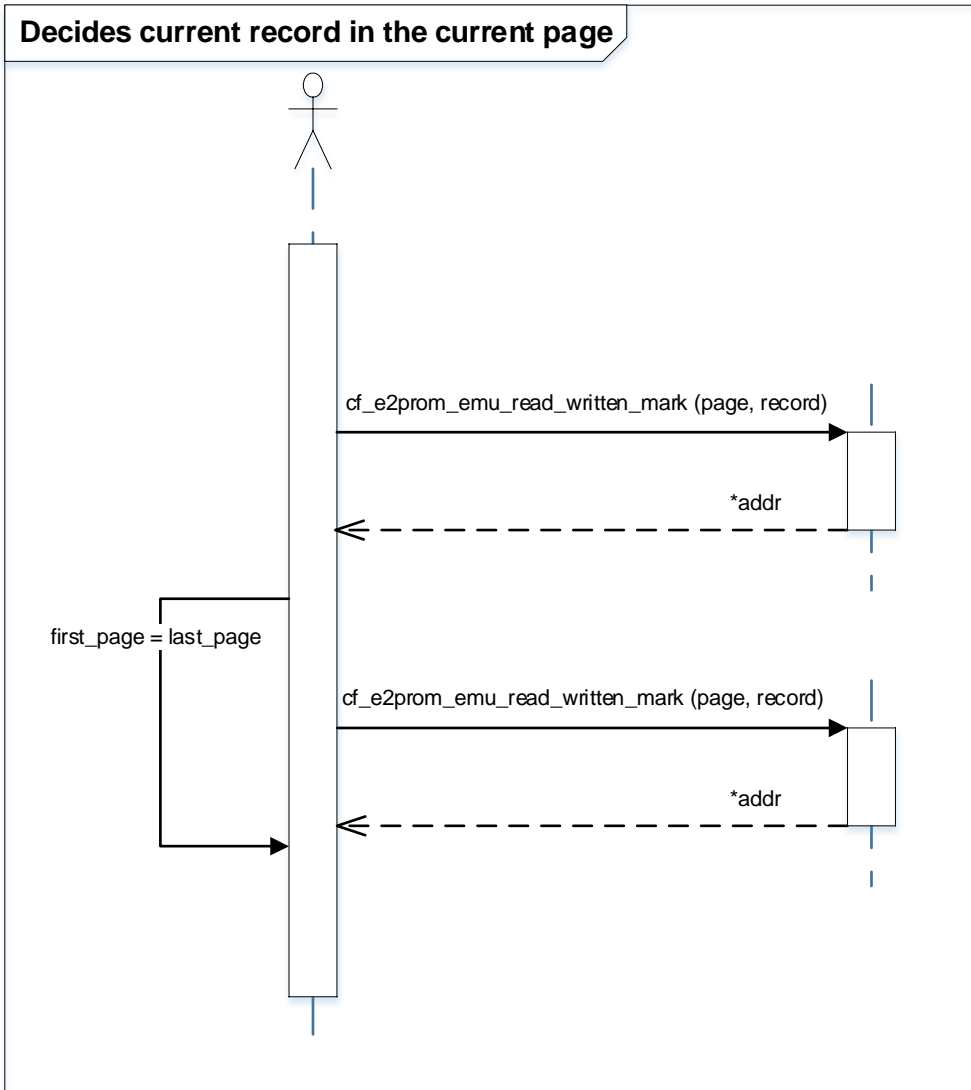 Decides current record in the current page
cf_e2prom_emu_read_written_mark (page, record)
*addr
first_page = last_page
cf_e2prom_emu_read_written_mark (page, record)
*addr